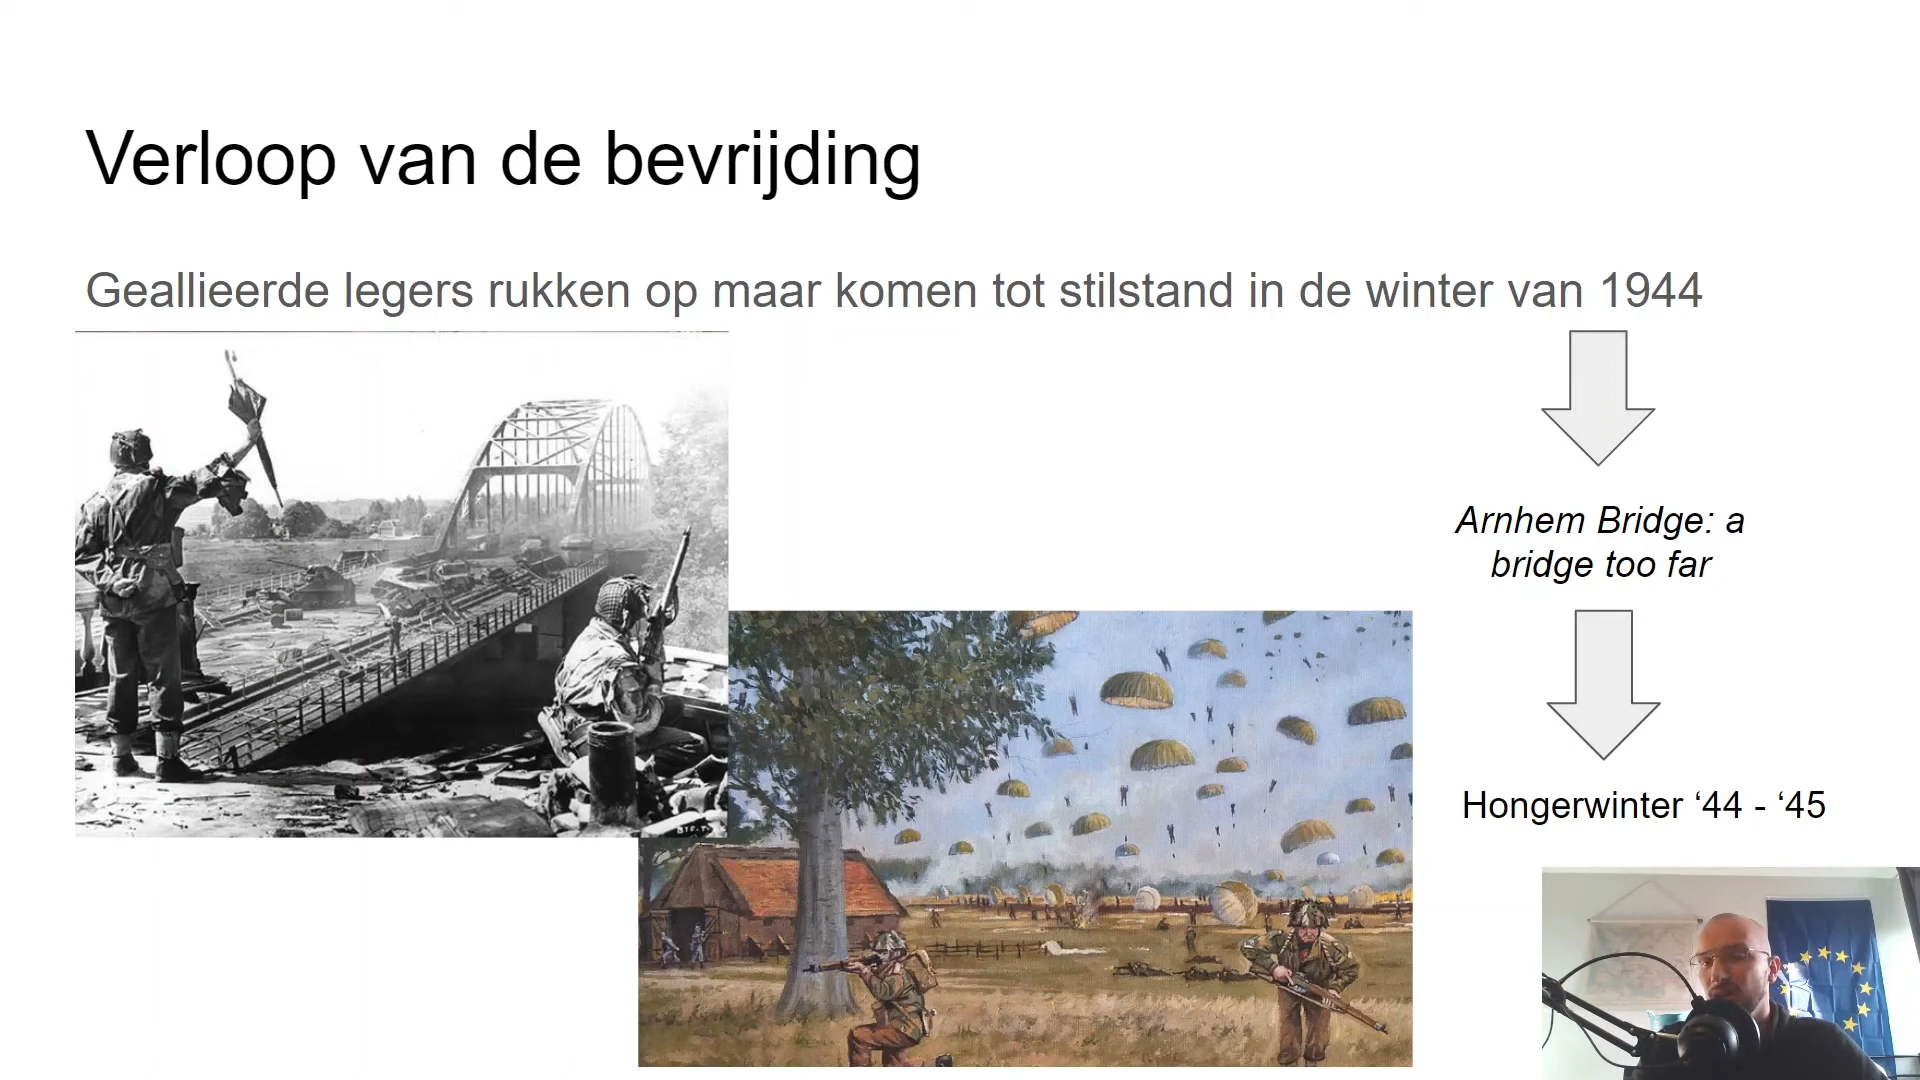 Verloop van de bevrijding
Geallieerde legers rukken op maar komen tot stilstand in de winter van 1944
Arnhem Bridge: a
bridge too far
Hongerwinter ‘44 - ‘45